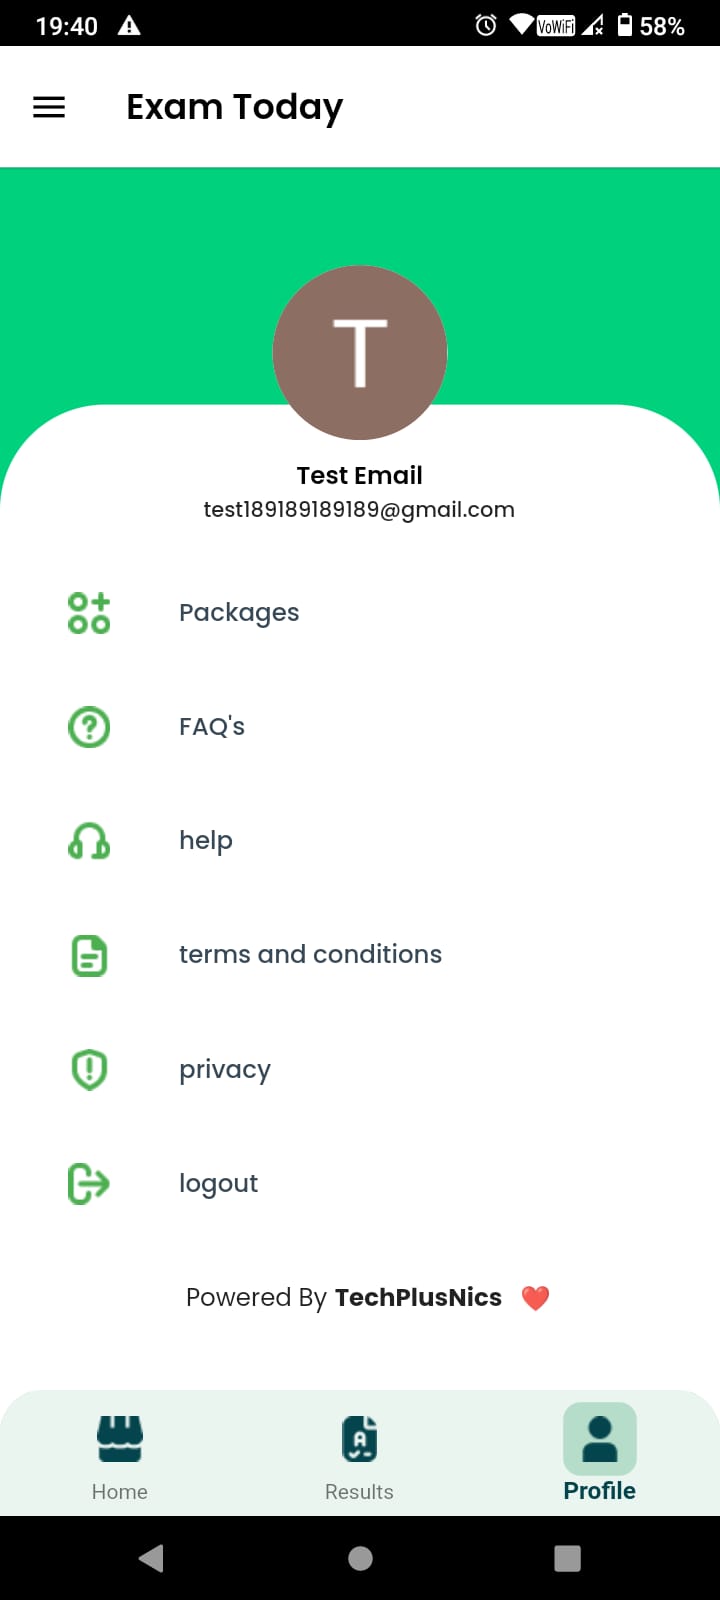 19:40 VoWiFi 58%
Exam Today
T
Test Email
test189189189189@gmail.com
Packages
FAQ's
help
terms and conditions
privacy
logout
Powered By TechPlusNics ❤️
A
Home Results Profile